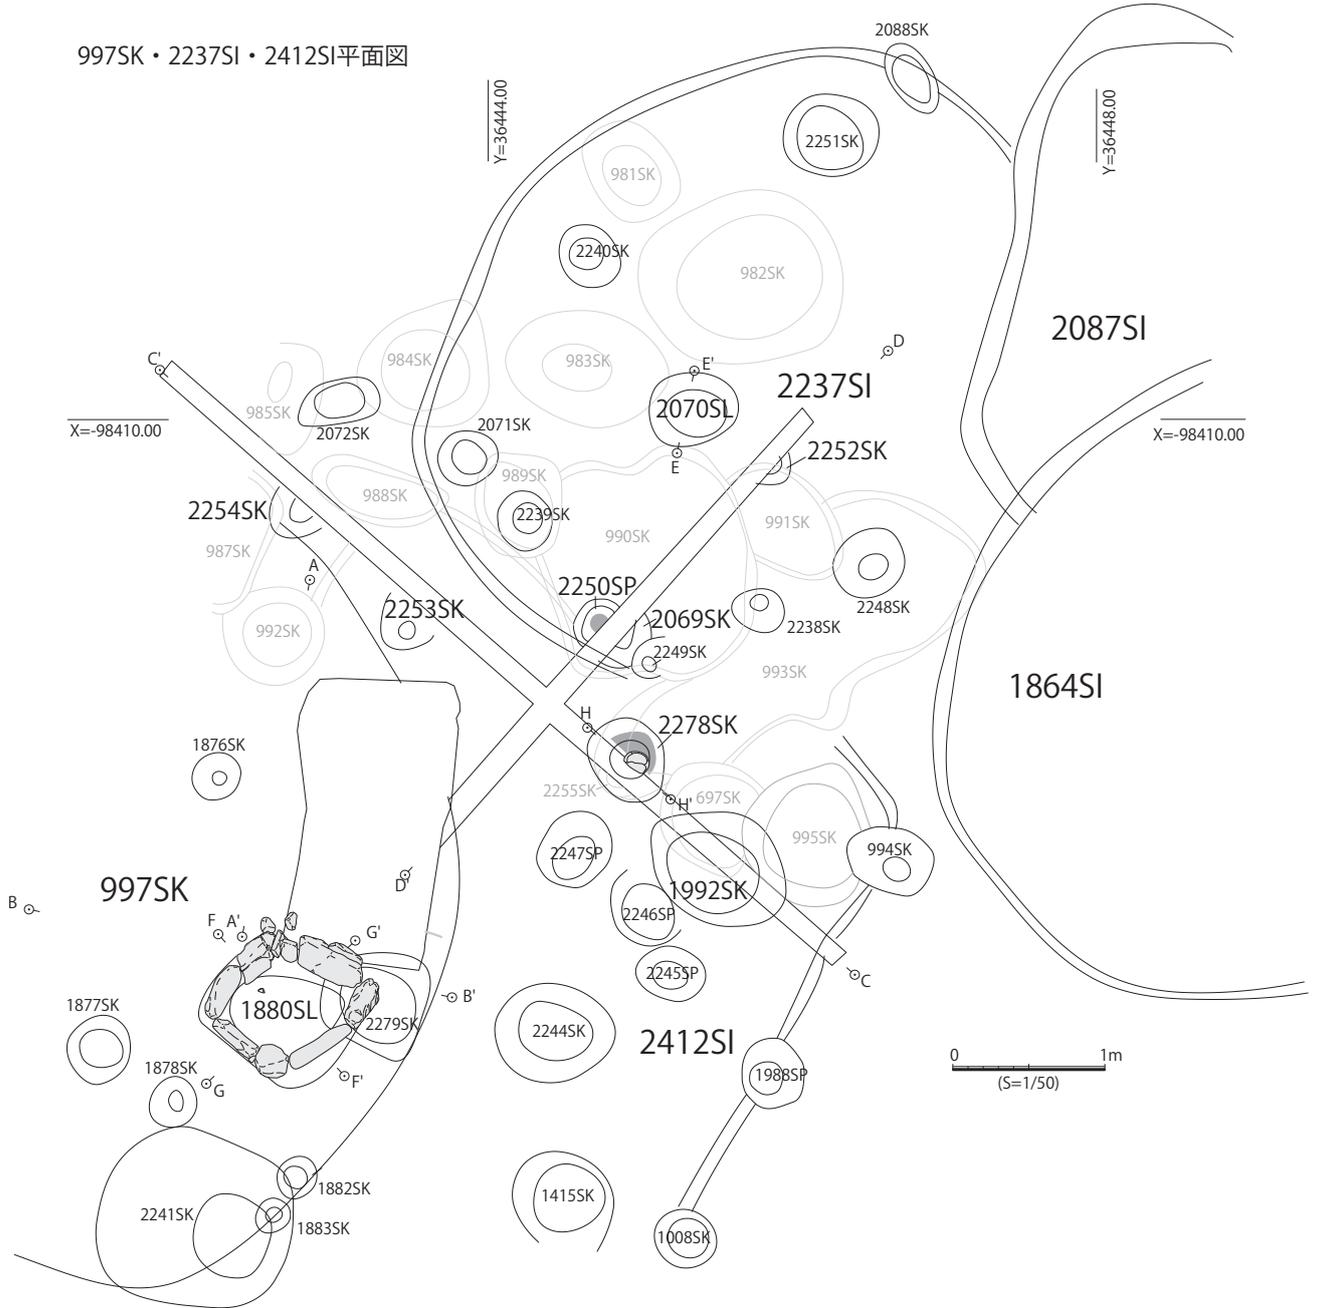 997SK・2237SI・2412SI平面図
2088SK
Y=36444.00
Y=36448.00
2251SK
981SK
2240SK
982SK
2087SI
C'
984SK
983SK
E'
D
2237SI
985SK
2070SL
X=-98410.00
2072SK
2071SK
X=-98410.00
E
2252SK
989SK
988SK
2254SK
2239SK
991SK
987SK
990SK
A
2250SP
2253SK
2069SK
2248SK
992SK
2238SK
2249SK
993SK
1864SI
H
2278SK
1876SK
2255SK
H'
697SK
995SK
994SK
2247SP
997SK
D'
1992SK
B
2246SP
F
A'
G'
2245SP
C
B'
1877SK
1880SL
2279SK
2244SK
2412SI
0
1m
(S=1/50)
1878SK
G
F'
1988SP
1882SK
1415SK
2241SK
1883SK
1008SK